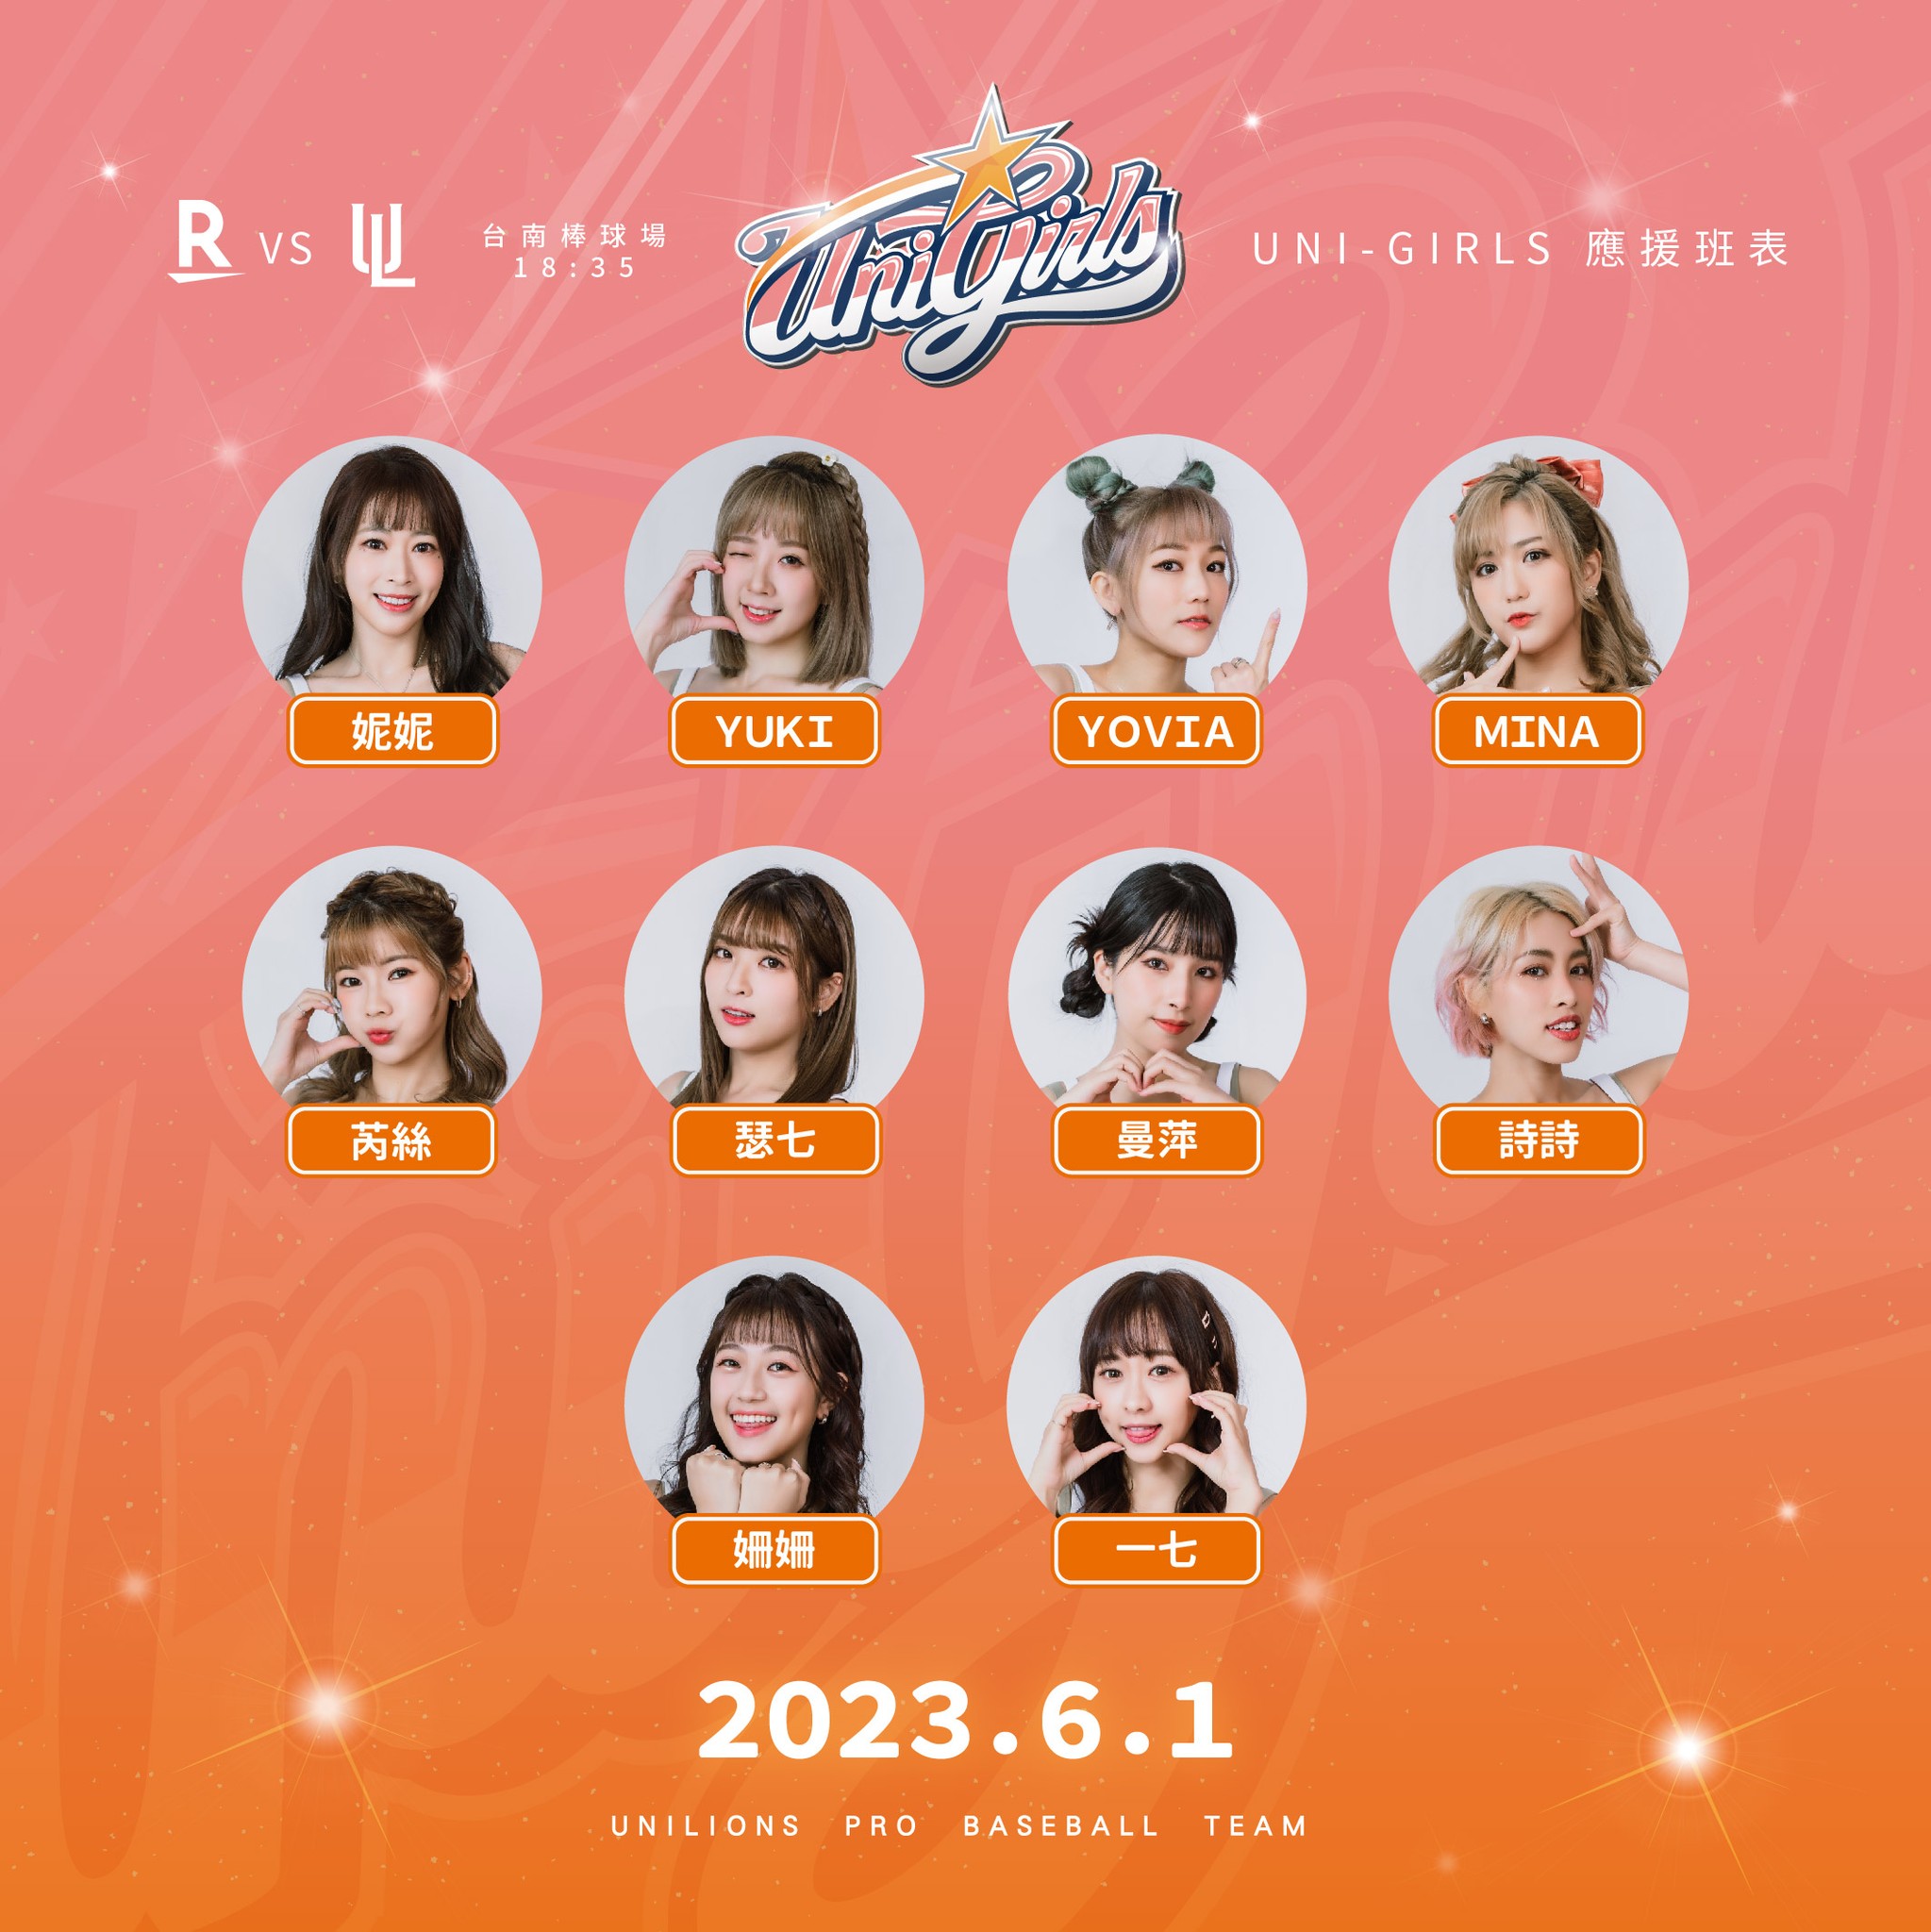 R VS UL
台南棒球場
18:35
UniGirls
UNI-GIRLS 應援班表
妮妮
YUKI
YOVIA
MINA
芮絲
瑟七
曼萍
詩詩
姍姍
一七
2023.6.1
UNILIONS PRO BASEBALL TEAM